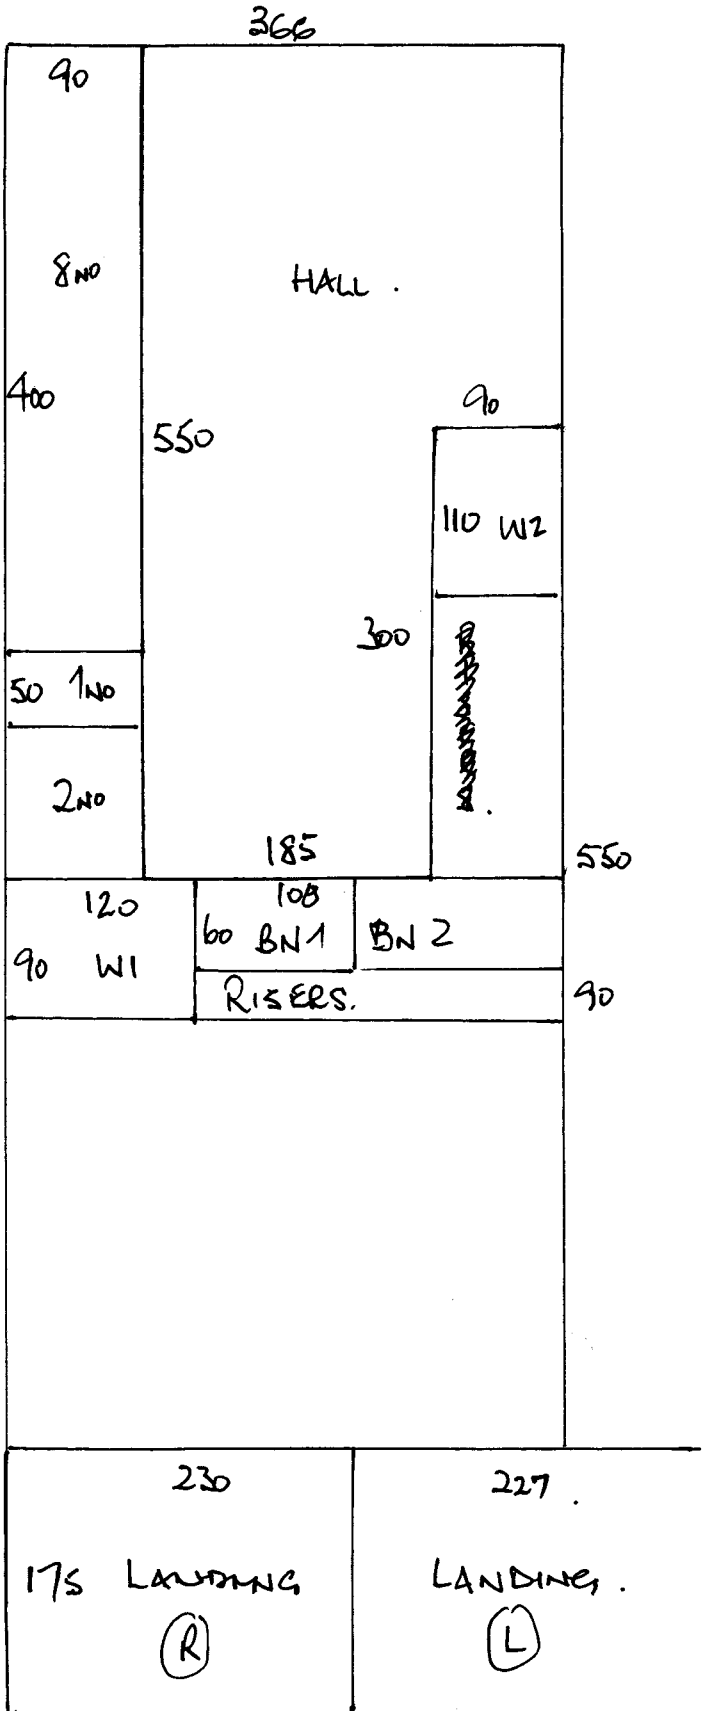 366
90
8NO
HALL .
400
90
550
110 W2
300
50 1NO
2NO
185
550
120
108
60 BN1
BN 2
90 W1
RISERS.
90
230
227 .
175 LANDING
LANDING .
R
L